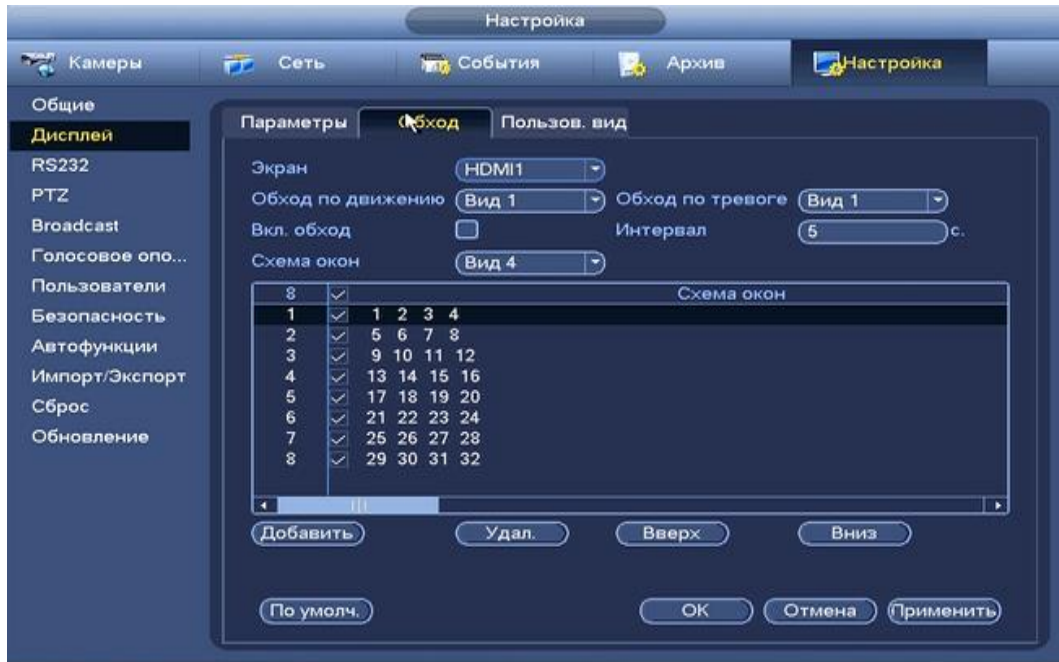 Настройка
Камеры Сеть События Архив Настройка
Общие
Дисплей
RS232
PTZ
Broadcast
Голосовое опо...
Пользователи
Безопасность
Автофункции
Импорт/Экспорт
Сброс
Обновление
Параметры Обход Пользов. вид
Экран HDMI1
Обход по движению Вид 1 Обход по тревоге Вид 1
Вкл. обход Интервал 5 с.
Схема окон Вид 4
8 Схема окон
1 1 2 3 4
2 5 6 7 8
3 9 10 11 12
4 13 14 15 16
5 17 18 19 20
6 21 22 23 24
7 25 26 27 28
8 29 30 31 32
Добавить Удал. Вверх Вниз
По умолч. OK Отмена Применить